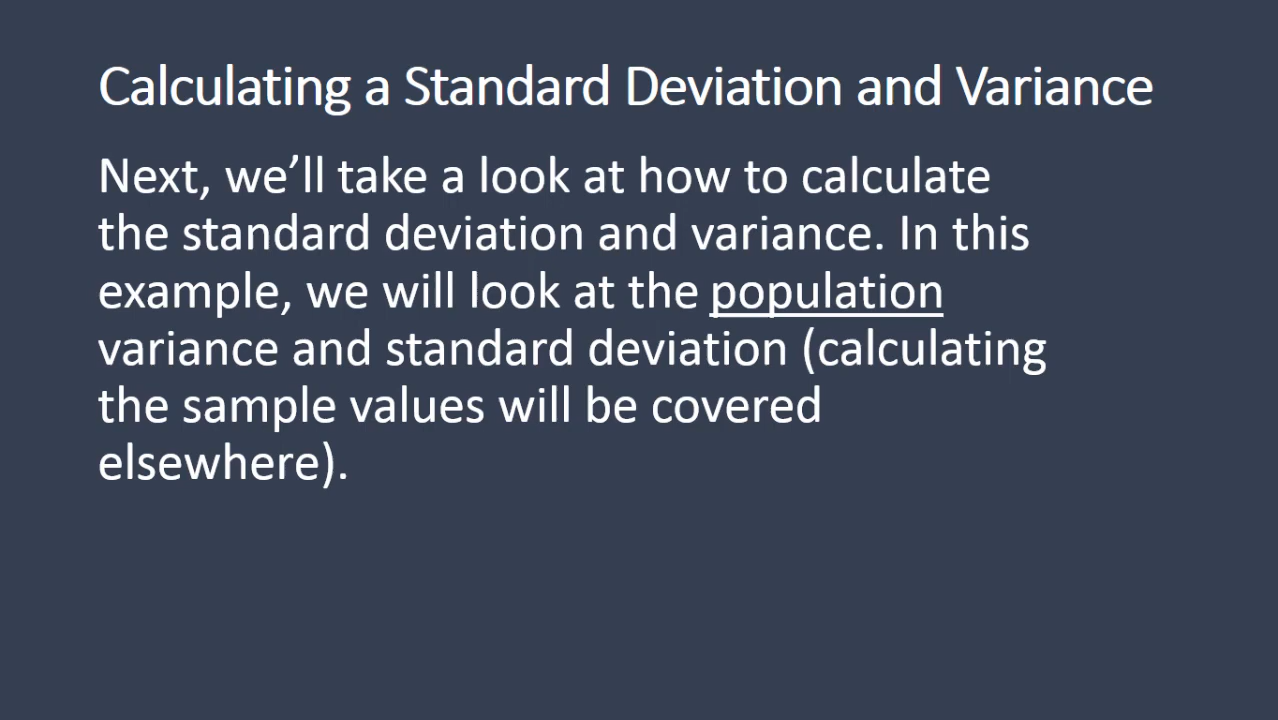 Calculating a Standard Deviation and Variance
Next, we’ll take a look at how to calculate
the standard deviation and variance. In this
example, we will look at the population
variance and standard deviation (calculating
the sample values will be covered
elsewhere).